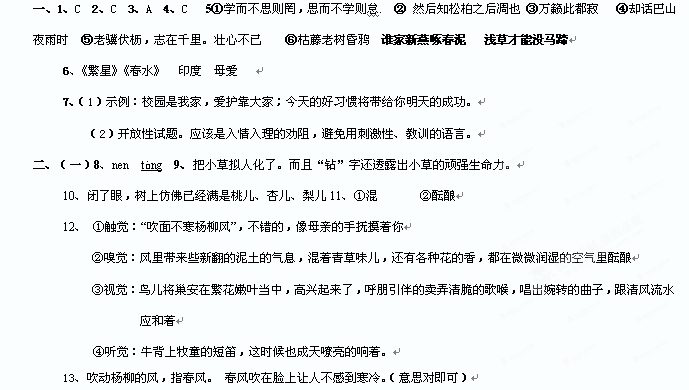 一、1、C 2、C 3、A 4、C 5①学而不思则罔，思而不学则怠. ② 然后知松柏之后凋也 ③万籁此都寂 ④却话巴山
夜雨时 ⑤老骥伏枥，志在千里。壮心不已 ⑥枯藤老树昏鸦 谁家新燕啄春泥 浅草才能没马蹄
6、《繁星》《春水》 印度 母爱
7、（1）示例：校园是我家，爱护靠大家；今天的好习惯将带给你明天的成功。
（2）开放性试题。应该是入情入理的劝阻，避免用刺激性、教训的语言。
二、（一）8、nen tāng 9、把小草拟人化了。而且“钻”字还透露出小草的顽强生命力。
10、闭了眼，树上仿佛已经满是桃儿、杏儿、梨儿 11、①混 ②酝酿
12、 ①触觉：“吹面不寒杨柳风”，不错的，像母亲的手抚摸着你
②嗅觉：风里带来些新翻的泥土的气息，混着青草味儿，还有各种花的香，都在微微润湿的空气里酝酿
③视觉：鸟儿将巢安在繁花嫩叶当中，高兴起来了，呼朋引伴的卖弄清脆的歌喉，唱出婉转的曲子，跟清风流水
应和着
④听觉：牛背上牧童的短笛，这时候也成天嘹亮的响着。
13、吹动杨柳的风，指春风。 春风吹在脸上让人不感到寒冷。（意思对即可）